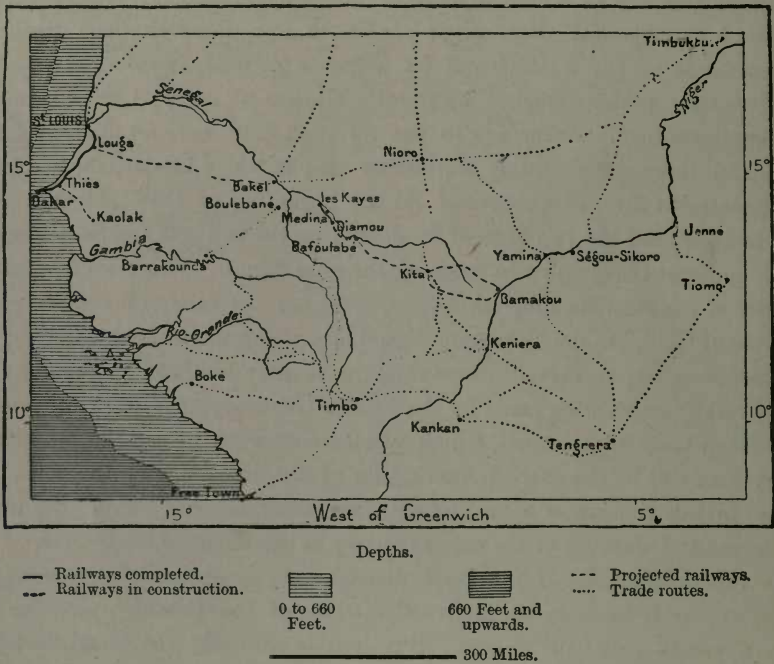 Timbuktu
Niger
Senegal
St LOUIS
Louga
Nioro
15°
15°
Bakel
Thiès
les Kayes
Dakar
Boulebané
Medina
Diamou
Kaolak
Jenné
Bafoulabé
Gambia
Yamina
Ségou-Sikoro
Barrakounda
Kita
Tiomo
Bamakou
Rio-Grande
Keniera
Boké
Timbo
10°
10°
Kankan
Tengrera
Free Town
15°
West of Greenwich
5°
Depths.
Railways completed.
Railways in construction.
0 to 660
Feet.
660 Feet and
upwards.
Projected railways.
Trade routes.
300 Miles.